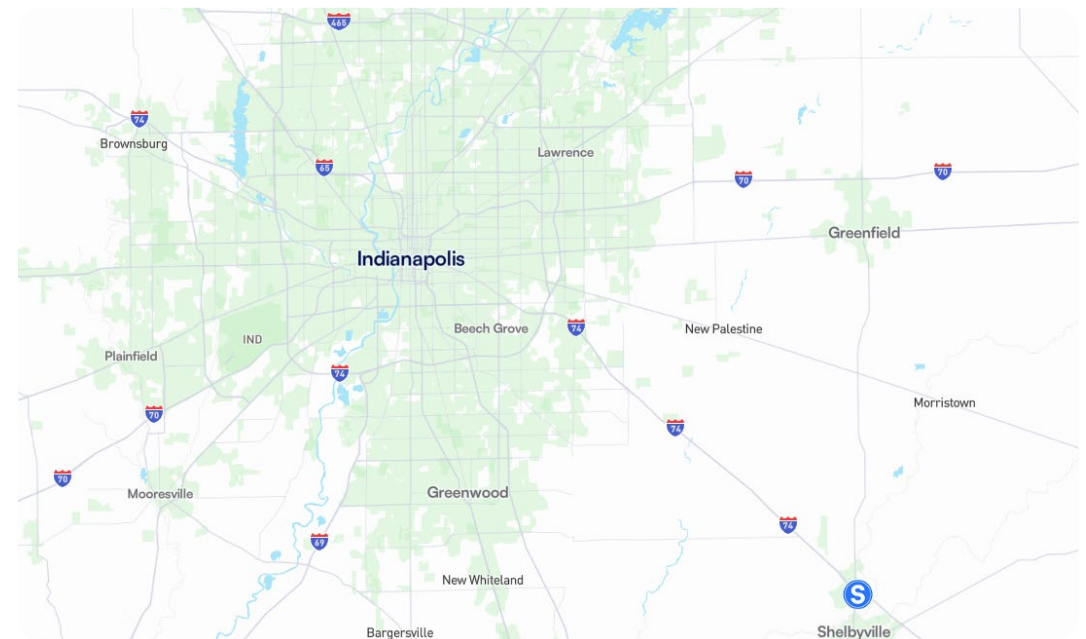 465
74
Brownsburg
Lawrence
65
70
70
Greenfield
Indianapolis
Beech Grove
74
New Palestine
IND
Plainfield
74
Morristown
70
74
70
Mooresville
Greenwood
74
69
New Whiteland
S
Bargersville
Shelbyville